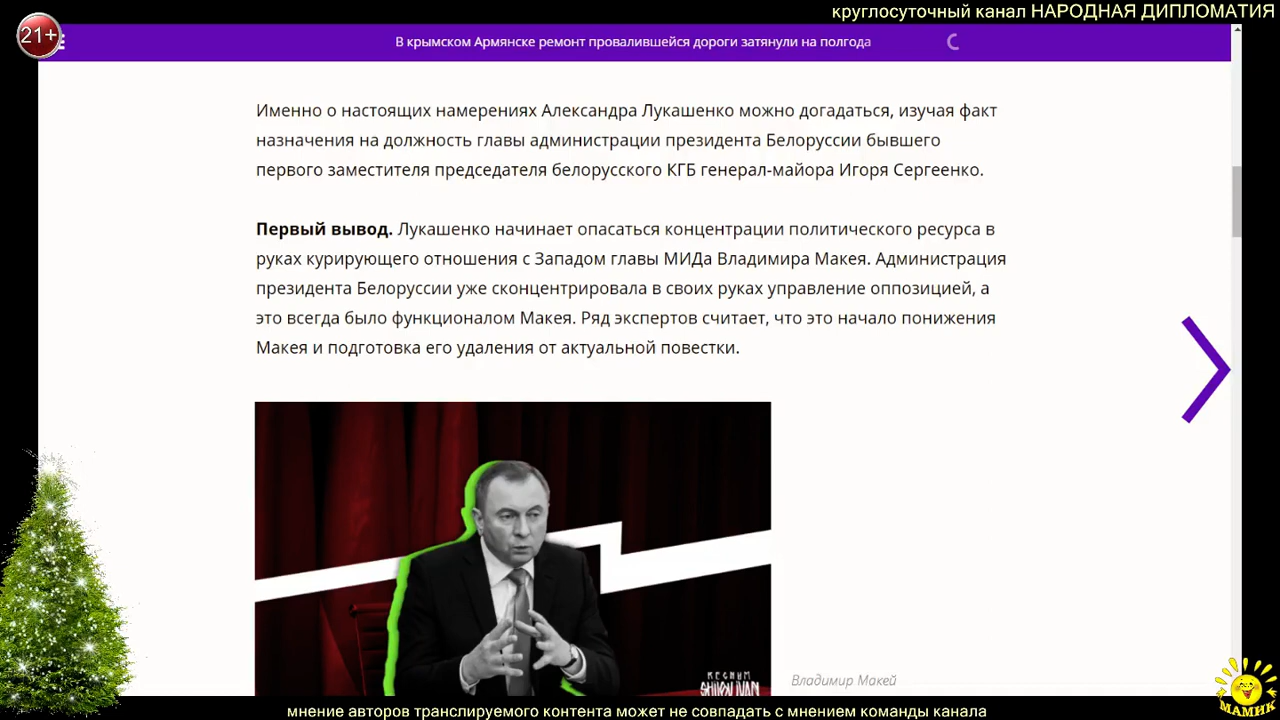 круглосуточный канал НАРОДНАЯ ДИПЛОМАТИЯ
21+
В крымском Армянске ремонт провалившейся дороги затянули на полгода
Именно о настоящих намерениях Александра Лукашенко можно догадаться, изучая факт
назначения на должность главы администрации президента Белоруссии бывшего
первого заместителя председателя белорусского КГБ генерал-майора Игоря Сергеенко.
Первый вывод. Лукашенко начинает опасаться концентрации политического ресурса в
руках курирующего отношения с Западом главы МИДа Владимира Макея. Администрация
президента Белоруссии уже сконцентрировала в своих руках управление оппозицией, а
это всегда было функционалом Макея. Ряд экспертов считает, что это начало понижения
Макея и подготовка его удаления от актуальной повестки.
Владимир Макей
МАМИК
мнение авторов транслируемого контента может не совпадать с мнением команды канала